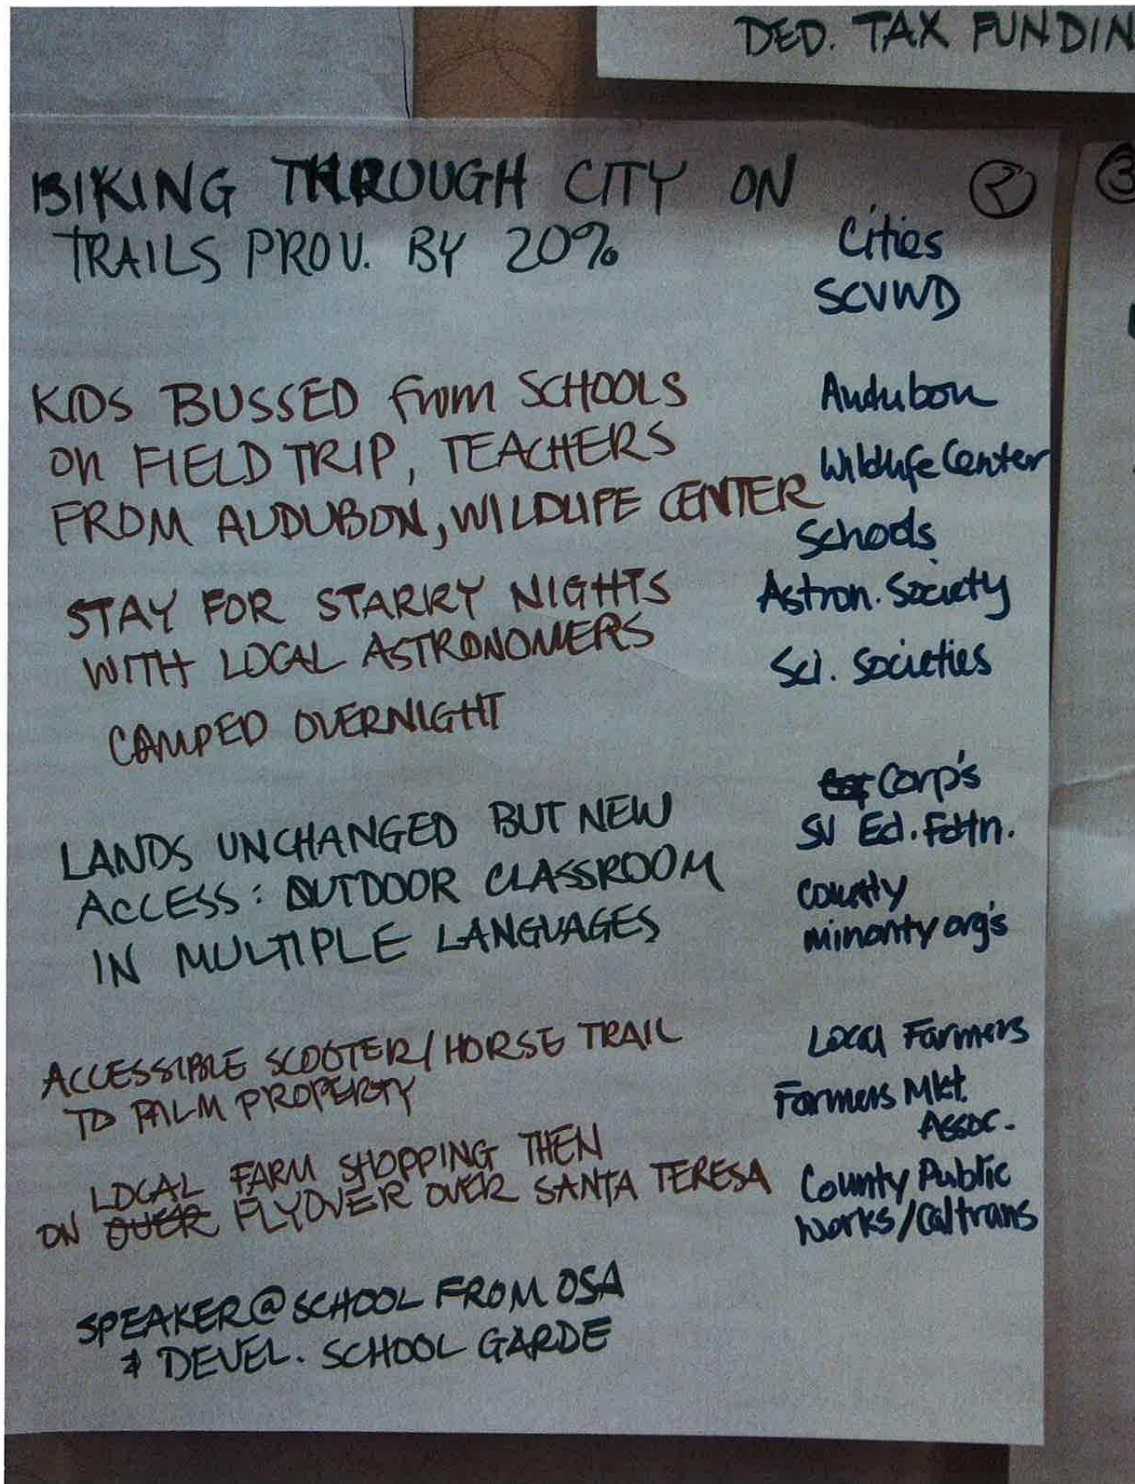 DED. TAX FUNDIN
BIKING THROUGH CITY ON
TRAILS PROV. BY 20%
②
③
Cities
SCVWD
KIDS BUSSED from SCHOOLS
on FIELD TRIP, TEACHERS
FROM AUDUBON, WILDLIFE CENTER
Audubon
Wildlife Center
Schools
STAY FOR STARRY NIGHTS
WITH LOCAL ASTRONOMERS
CAMPED OVERNIGHT
Astron. Society
Sci. Societies
LANDS UNCHANGED BUT NEW
ACCESS: OUTDOOR CLASSROOM
IN MULTIPLE LANGUAGES
Corp's
SV Ed. Fdtn.
County
minority org's
ACCESSIBLE SCOOTER/HORSE TRAIL
TO PALM PROPERTY
LOCAL FARM SHOPPING THEN
ON OVER FLYOVER OVER SANTA TERESA
Local Farmers
Farmers Mkt.
Assoc.
County Public
Works/Caltrans
SPEAKER@SCHOOL FROM OSA
& DEVEL. SCHOOL GARDE